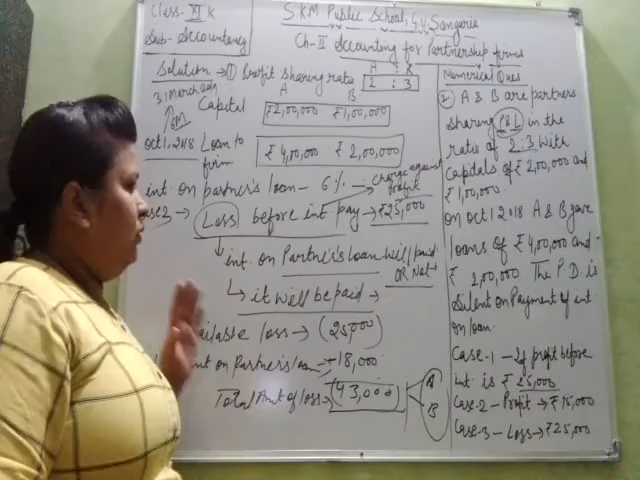 Class- XI K
Sub- Accountancy
SKM Public School, G.V, Sangaria
Ch-II Accounting for Partnership firms
Solution → ① Profit sharing ratio
A : B
2 : 3
31 March
6M
A B
Capital ₹2,00,000 ₹1,00,000
oct 1, 2018 Loan to firm ₹ 4,00,000 ₹ 2,00,000
int. on partner's loan- 6% - charge against profit
Case 3 → Loss before int pay → ₹25,000
int. on Partner's loan will paid OR Not
↳ it will be paid →
available loss → (25,000)
int on Partner's loan → - 18,000
Total Amt of loss → (43,000)
A
B
Numerical Ques
② A & B are partners
sharing P & L in the
ratio of 2:3 with
capitals of ₹ 2,00,000 and
₹ 1,00,000.
on oct 1 2018 A & B gave
loans of ₹ 4,00,000 and
₹ 2,00,000 The P.D. is
Silent on Payment of int
on loan.
Case-1 - If profit before
int is ₹ 25,000
Case-2 - Profit → ₹ 15,000
Case-3 - Loss → ₹ 25,000